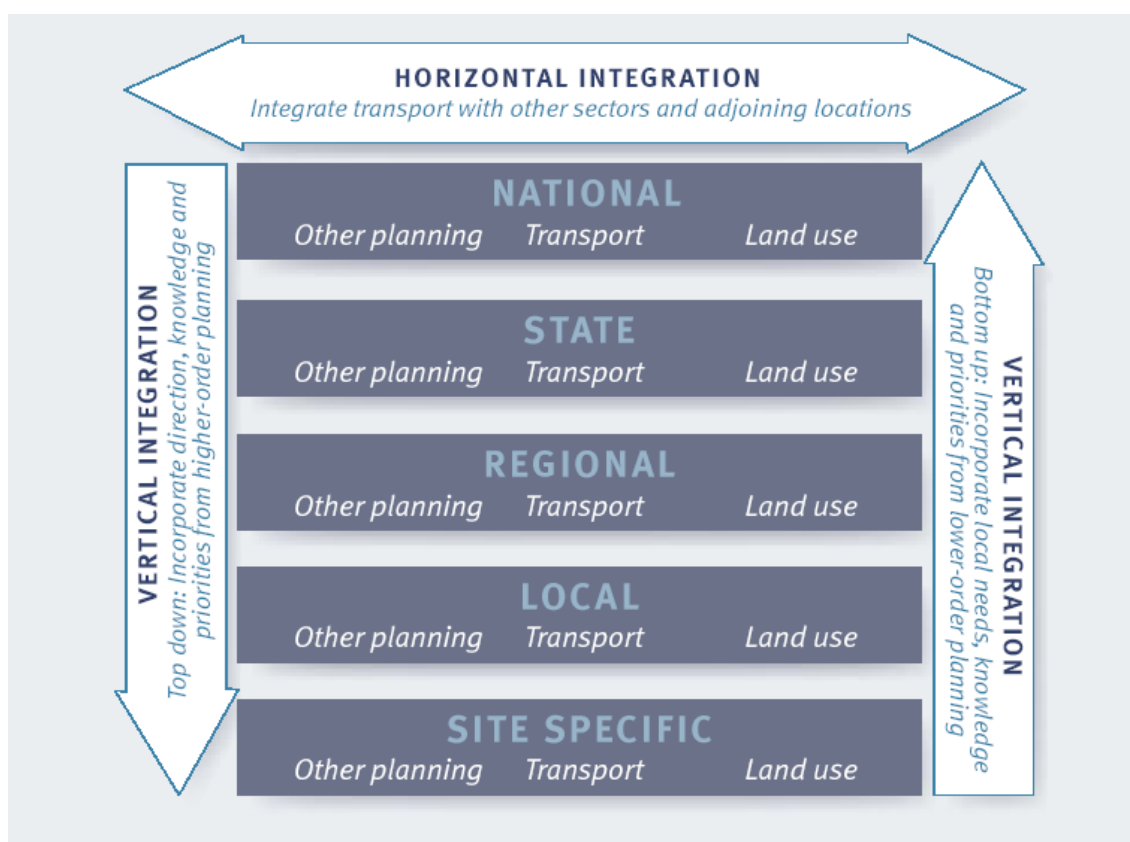 HORIZONTAL INTEGRATION
Integrate transport with other sectors and adjoining locations
VERTICAL INTEGRATION
Top down: Incorporate direction, knowledge and
priorities from higher-order planning
NATIONAL
Other planning Transport Land use
STATE
Other planning Transport Land use
REGIONAL
Other planning Transport Land use
LOCAL
Other planning Transport Land use
SITE SPECIFIC
Other planning Transport Land use
VERTICAL INTEGRATION
Bottom up: Incorporate local needs, knowledge
and priorities from lower-order planning